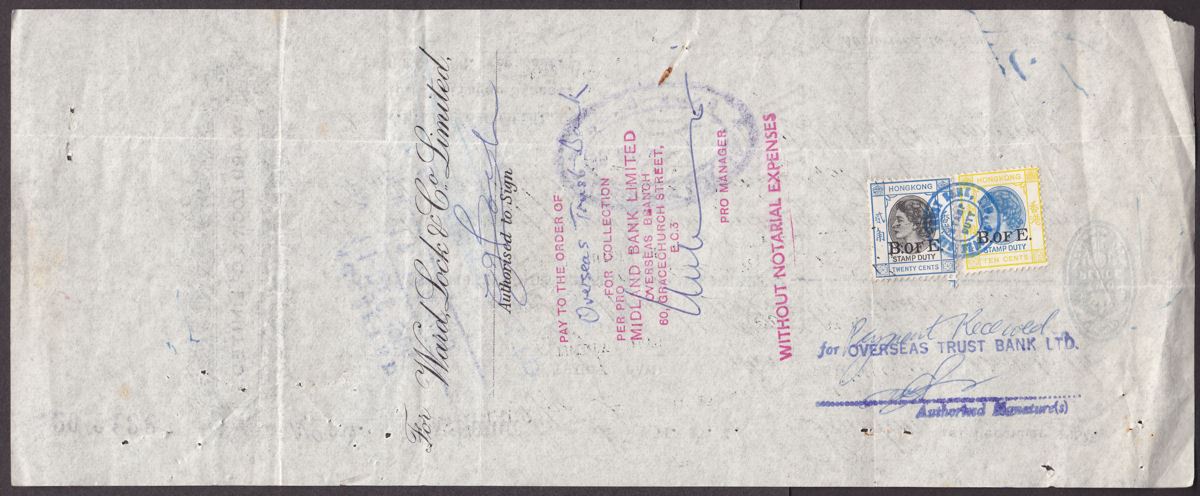 For Ward, Lock & Co. Limited.
Authorised to Sign
PAY TO THE ORDER OF
Overseas Trust Bank
FOR COLLECTION
PER PRO
MIDLAND BANK LIMITED
OVERSEAS BRANCH
60, GRACECHURCH STREET,
E.C.3
PRO MANAGER
WITHOUT NOTARIAL EXPENSES
HONGKONG
B.OF E.
STAMP DUTY
TWENTY CENTS
HONGKONG
B.OF E.
STAMP DUTY
TEN CENTS
Payment Received
for OVERSEAS TRUST BANK LTD.
Authorised Signature(s)